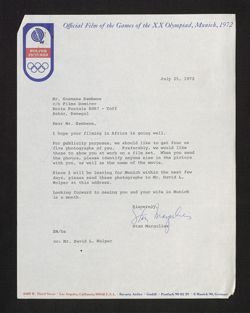 Official Film of the Games of the XX Olympiad, Munich, 1972
WOLPER
PICTURES
July 25, 1972
Mr. Ousmane Sembene
c/o Films Domirev
Boite Postale 8087 - Yoff
Dakar, Senegal
Dear Mr. Sembene,
I hope your filming in Africa is going well.
For publicity purposes, we should like to get four or
five photographs of you. Preferably, we would like
these to show you at work on a film set. When you send
the photos, please identify anyone else in the picture
with you, as well as the name of the movie.
Since I will be leaving for Munich within the next few
days, please send these photographs to Mr. David L.
Wolper at this address.
Looking forward to seeing you and your wife in Munich
in a month.
Sincerely,
Stan Margulies
Stan Margulies
SM/bs
cc: Mr. David L. Wolper